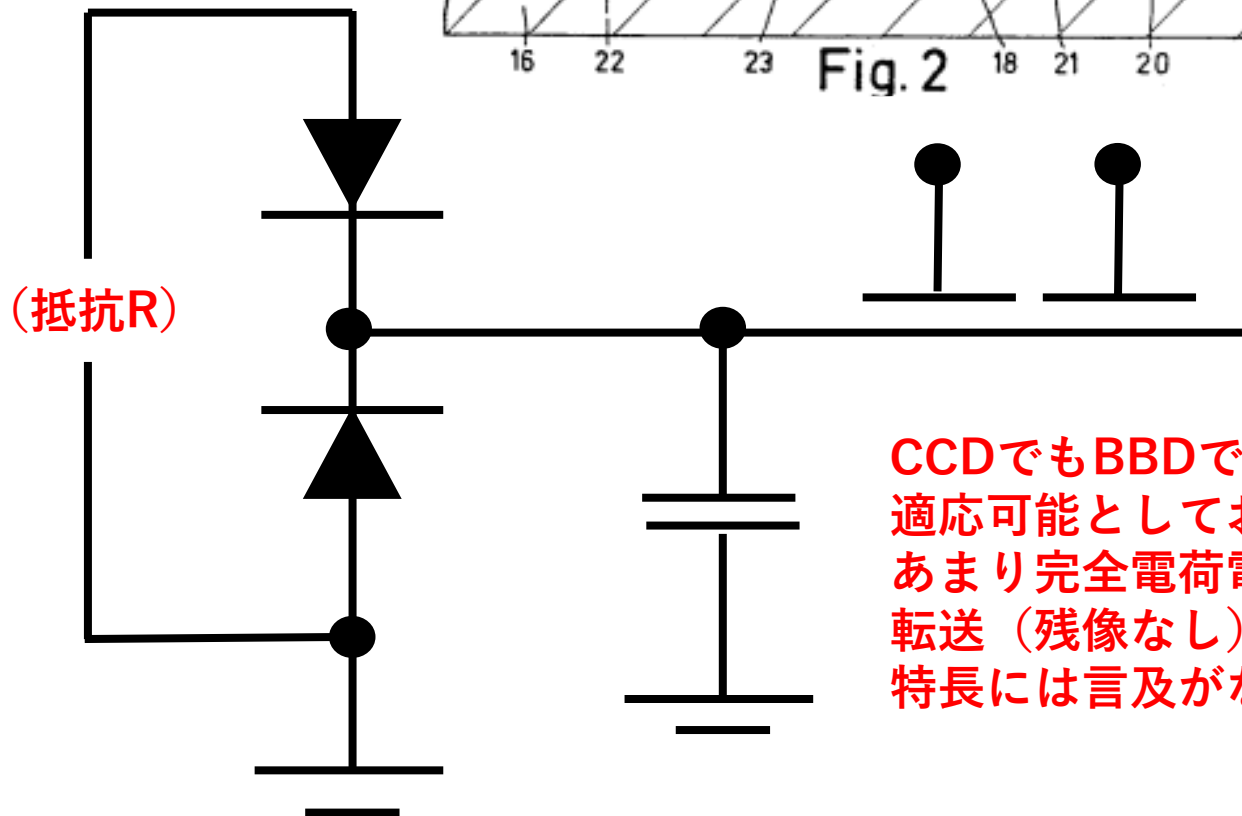 16 22 23 Fig. 2 18 21 20
（抵抗R）
CCDでもBBDで
適応可能としてお
あまり完全電荷電
転送（残像なし）
特長には言及がな